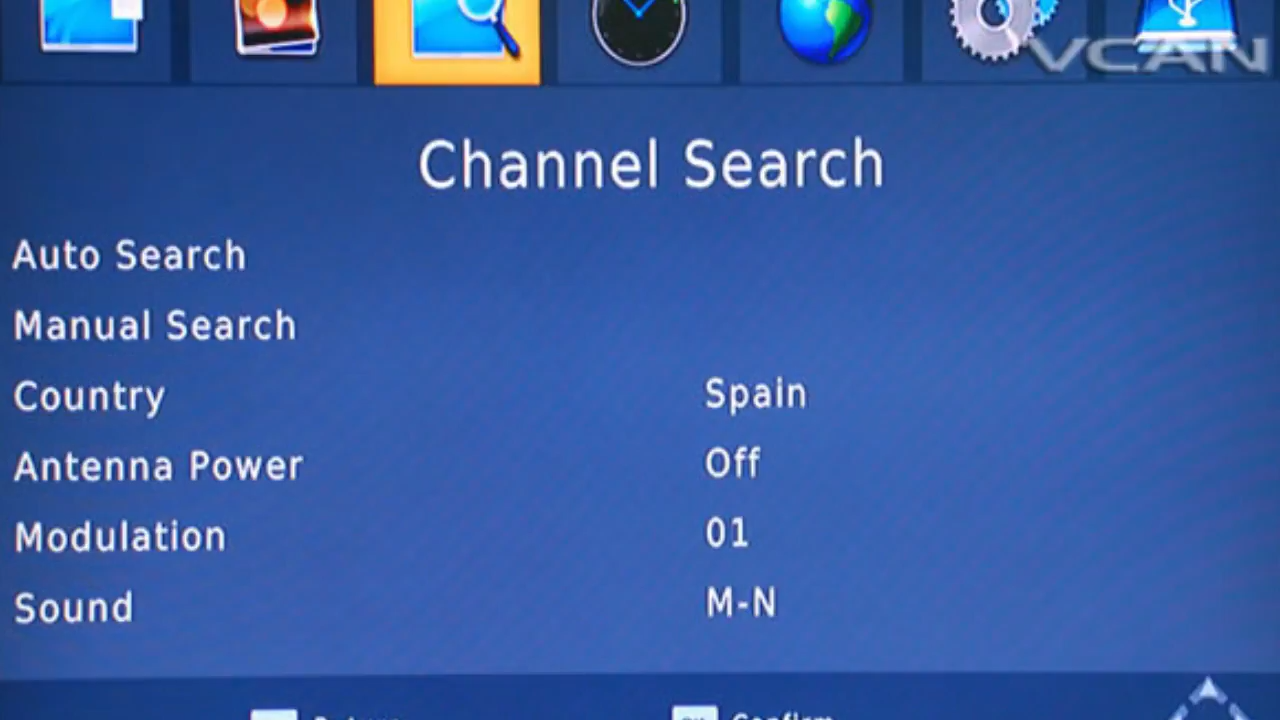 VCAN
Channel Search
Auto Search
Manual Search
Country Spain
Antenna Power Off
Modulation 01
Sound M-N
Confirm